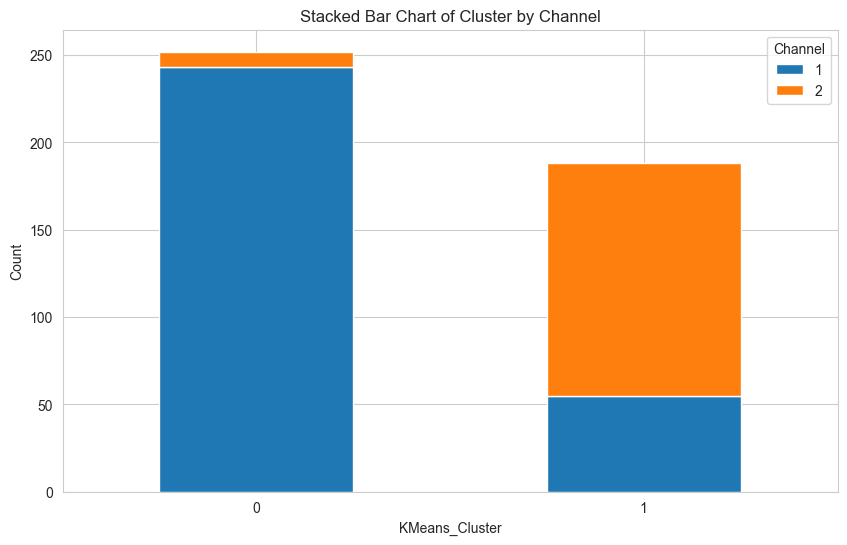 Stacked Bar Chart of Cluster by Channel
Channel
1
2
250
200
150
100
50
0
Count
0 1
KMeans_Cluster